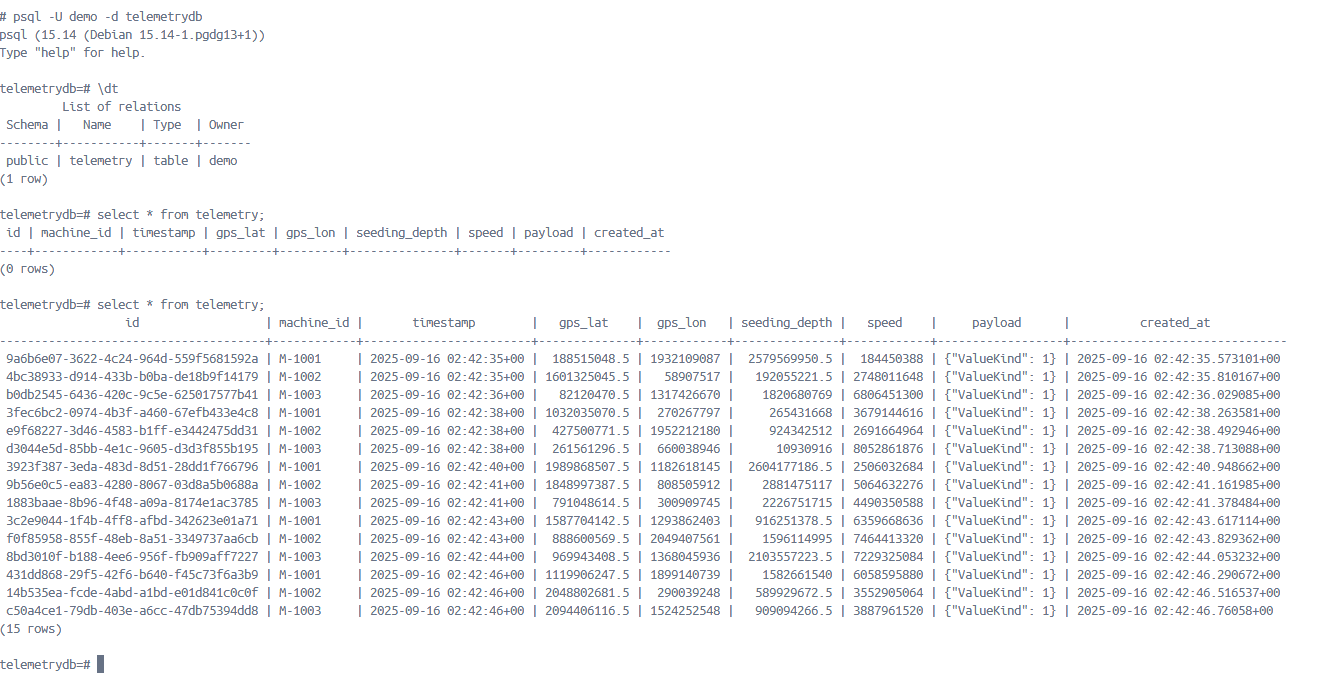 # psql -U demo -d telemetrydb
psql (15.14 (Debian 15.14-1.pgdg13+1))
Type "help" for help.

telemetrydb=# \dt
         List of relations
 Schema |   Name    | Type  | Owner
--------+-----------+-------+-------
 public | telemetry | table | demo
(1 row)

telemetrydb=# select * from telemetry;
 id | machine_id | timestamp | gps_lat | gps_lon | seeding_depth | speed | payload | created_at
----+------------+-----------+---------+---------+---------------+-------+---------+------------
(0 rows)

telemetrydb=# select * from telemetry;
                  id                  | machine_id |       timestamp        |   gps_lat    |  gps_lon   | seeding_depth |   speed    |     payload      |          created_at
--------------------------------------+------------+------------------------+--------------+------------+---------------+------------+------------------+-------------------------------
 9a6b6e07-3622-4c24-964d-559f5681592a | M-1001     | 2025-09-16 02:42:35+00 |  188515048.5 | 1932109087 |  2579569950.5 |  184450388 | {"ValueKind": 1} | 2025-09-16 02:42:35.573101+00
 4bc38933-d914-433b-b0ba-de18b9f14179 | M-1002     | 2025-09-16 02:42:35+00 | 1601325045.5 |   58907517 |   192055221.5 | 2748011648 | {"ValueKind": 1} | 2025-09-16 02:42:35.810167+00
 b0db2545-6436-420c-9c5e-625017577b41 | M-1003     | 2025-09-16 02:42:36+00 |   82120470.5 | 1317426670 |    1820680769 | 6806451300 | {"ValueKind": 1} | 2025-09-16 02:42:36.029085+00
 3fec6bc2-0974-4b3f-a460-67efb433e4c8 | M-1001     | 2025-09-16 02:42:38+00 | 1032035070.5 |  270267797 |     265431668 | 3679144616 | {"ValueKind": 1} | 2025-09-16 02:42:38.263581+00
 e9f68227-3d46-4583-b1ff-e3442475dd31 | M-1002     | 2025-09-16 02:42:38+00 |  427500771.5 | 1952212180 |     924342512 | 2691664964 | {"ValueKind": 1} | 2025-09-16 02:42:38.492946+00
 d3044e5d-85bb-4e1c-9605-d3d3f855b195 | M-1003     | 2025-09-16 02:42:38+00 |  261561296.5 |  660038946 |      10930916 | 8052861876 | {"ValueKind": 1} | 2025-09-16 02:42:38.713088+00
 3923f387-3eda-483d-8d51-28dd1f766796 | M-1001     | 2025-09-16 02:42:40+00 | 1989868507.5 | 1182618145 |  2604177186.5 | 2506032684 | {"ValueKind": 1} | 2025-09-16 02:42:40.948662+00
 9b56e0c5-ea83-4280-8067-03d8a5b0688a | M-1002     | 2025-09-16 02:42:41+00 | 1848997387.5 |  808505912 |    2881475117 | 5064632276 | {"ValueKind": 1} | 2025-09-16 02:42:41.161985+00
 1883baae-8b96-4f48-a09a-8174e1ac3785 | M-1003     | 2025-09-16 02:42:41+00 |  791048614.5 |  300909745 |    2226751715 | 4490350588 | {"ValueKind": 1} | 2025-09-16 02:42:41.378484+00
 3c2e9044-1f4b-4ff8-afbd-342623e01a71 | M-1001     | 2025-09-16 02:42:43+00 | 1587704142.5 | 1293862403 |   916251378.5 | 6359668636 | {"ValueKind": 1} | 2025-09-16 02:42:43.617114+00
 f0f85958-855f-48eb-8a51-3349737aa6cb | M-1002     | 2025-09-16 02:42:43+00 |  888600569.5 | 2049407561 |    1596114995 | 7464413320 | {"ValueKind": 1} | 2025-09-16 02:42:43.829362+00
 8bd3010f-b188-4ee6-956f-fb909aff7227 | M-1003     | 2025-09-16 02:42:44+00 |  969943408.5 | 1368045936 |  2103557223.5 | 7229325084 | {"ValueKind": 1} | 2025-09-16 02:42:44.053232+00
 431dd868-29f5-42f6-b640-f45c73f6a3b9 | M-1001     | 2025-09-16 02:42:46+00 | 1119906247.5 | 1899140739 |    1582661540 | 6058595880 | {"ValueKind": 1} | 2025-09-16 02:42:46.290672+00
 14b535ea-fcde-4abd-a1bd-e01d841c0c0f | M-1002     | 2025-09-16 02:42:46+00 | 2048802681.5 |  290039248 |   589929672.5 | 3552905064 | {"ValueKind": 1} | 2025-09-16 02:42:46.516537+00
 c50a4ce1-79db-403e-a6cc-47db75394dd8 | M-1003     | 2025-09-16 02:42:46+00 | 2094406116.5 | 1524252548 |   909094266.5 | 3887961520 | {"ValueKind": 1} | 2025-09-16 02:42:46.76058+00
(15 rows)

telemetrydb=#